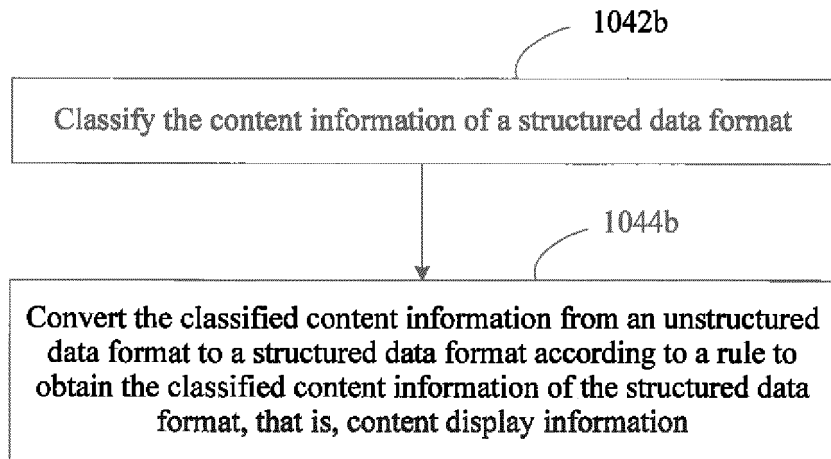 1042b
Classify the content information of a structured data format
1044b
Convert the classified content information from an unstructured
data format to a structured data format according to a rule to
obtain the classified content information of the structured data
format, that is, content display information